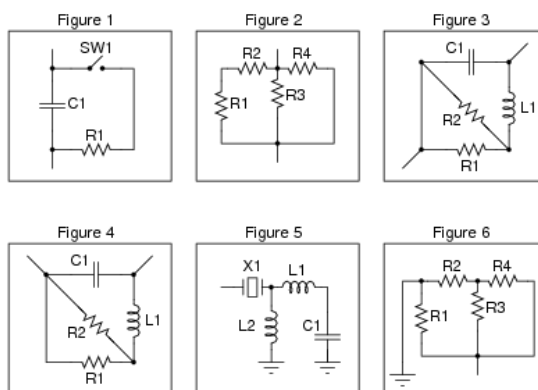 Figure 1
SW1
C1
R1
Figure 2
R2 R4
R1 R3
Figure 3
C1
L1
R2
R1
Figure 4
C1
L1
R2
R1
Figure 5
X1 L1
L2 C1
Figure 6
R2 R4
R1 R3